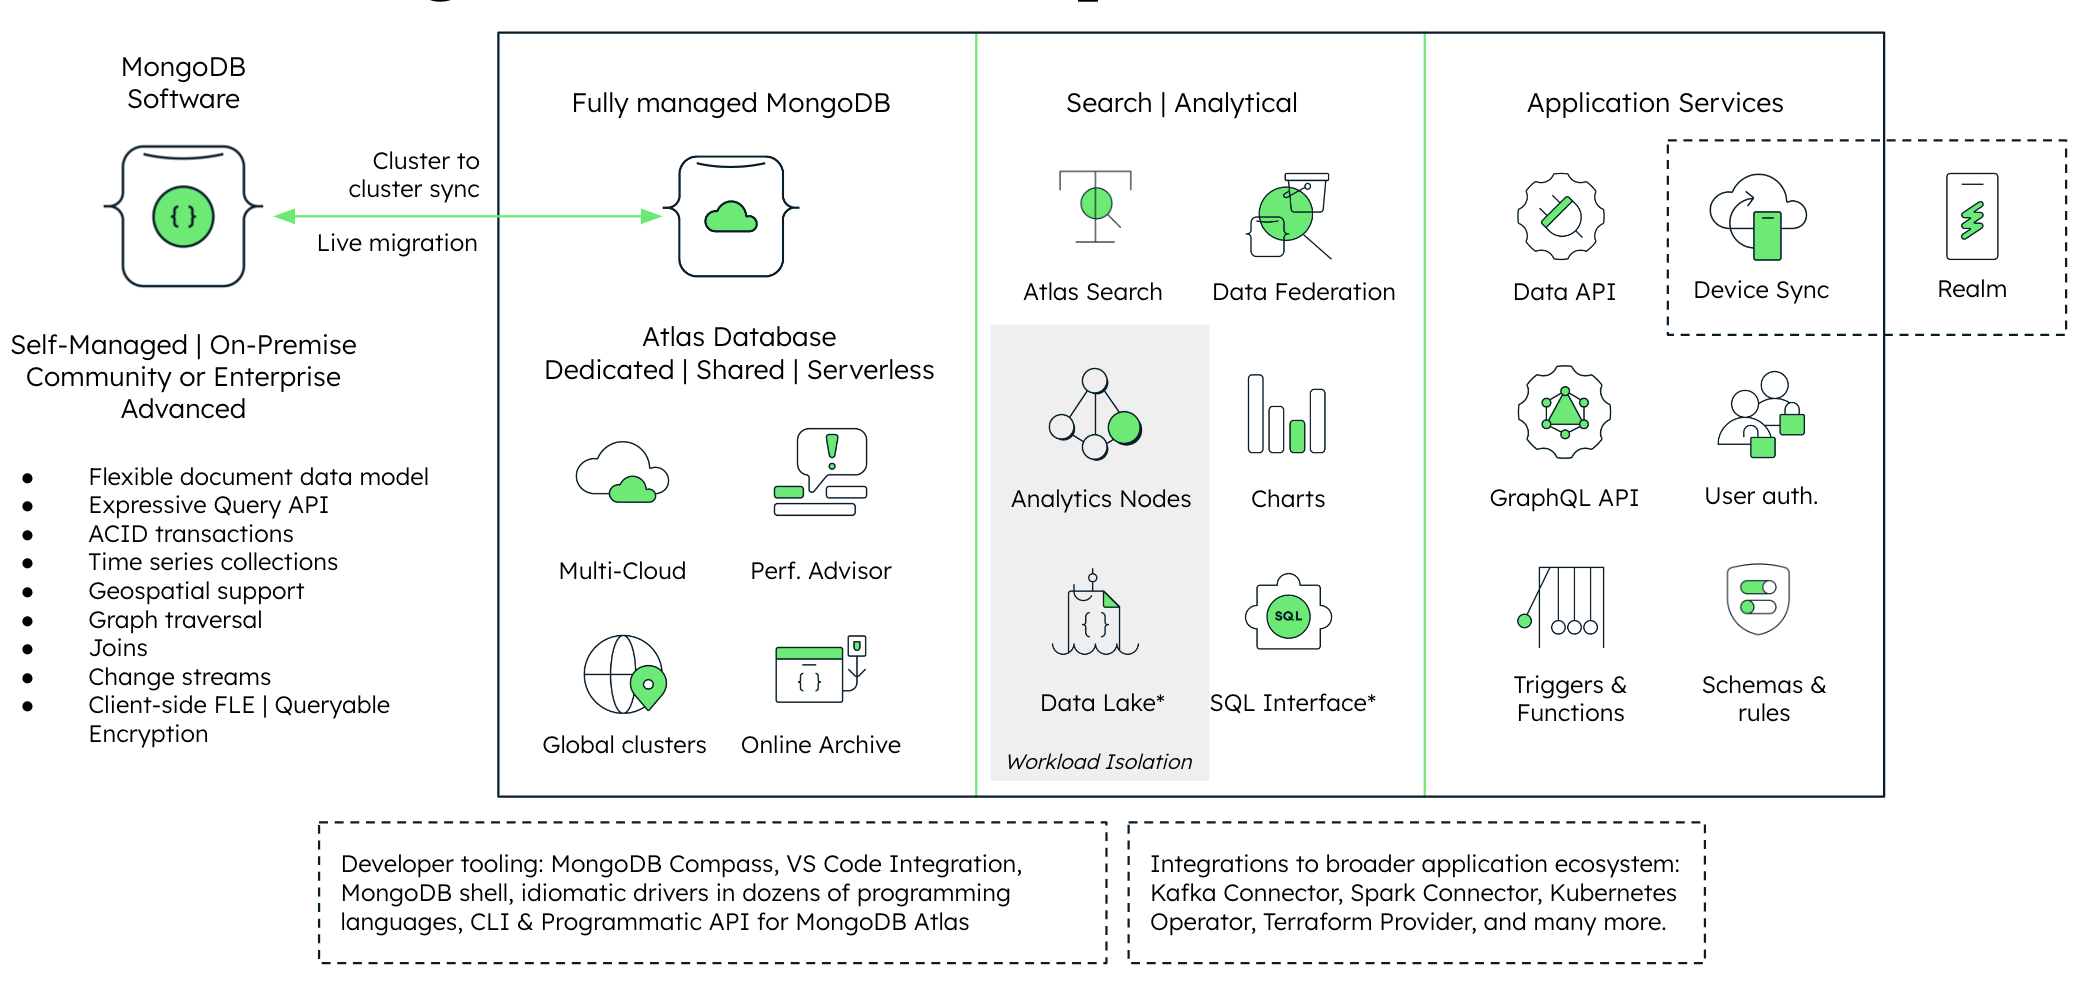 MongoDB
Software
Cluster to
cluster sync
Live migration
Self-Managed | On-Premise
Community or Enterprise
Advanced
● Flexible document data model
● Expressive Query API
● ACID transactions
● Time series collections
● Geospatial support
● Graph traversal
● Joins
● Change streams
● Client-side FLE | Queryable
Encryption
Fully managed MongoDB
Atlas Database
Dedicated | Shared | Serverless
Multi-Cloud
Perf. Advisor
Global clusters
Online Archive
Search | Analytical
Atlas Search
Data Federation
Analytics Nodes
Charts
Data Lake*
SQL
SQL Interface*
Workload Isolation
Application Services
Data API
Device Sync
Realm
GraphQL API
User auth.
Triggers &
Functions
Schemas &
rules
Developer tooling: MongoDB Compass, VS Code Integration,
MongoDB shell, idiomatic drivers in dozens of programming
languages, CLI & Programmatic API for MongoDB Atlas
Integrations to broader application ecosystem:
Kafka Connector, Spark Connector, Kubernetes
Operator, Terraform Provider, and many more.